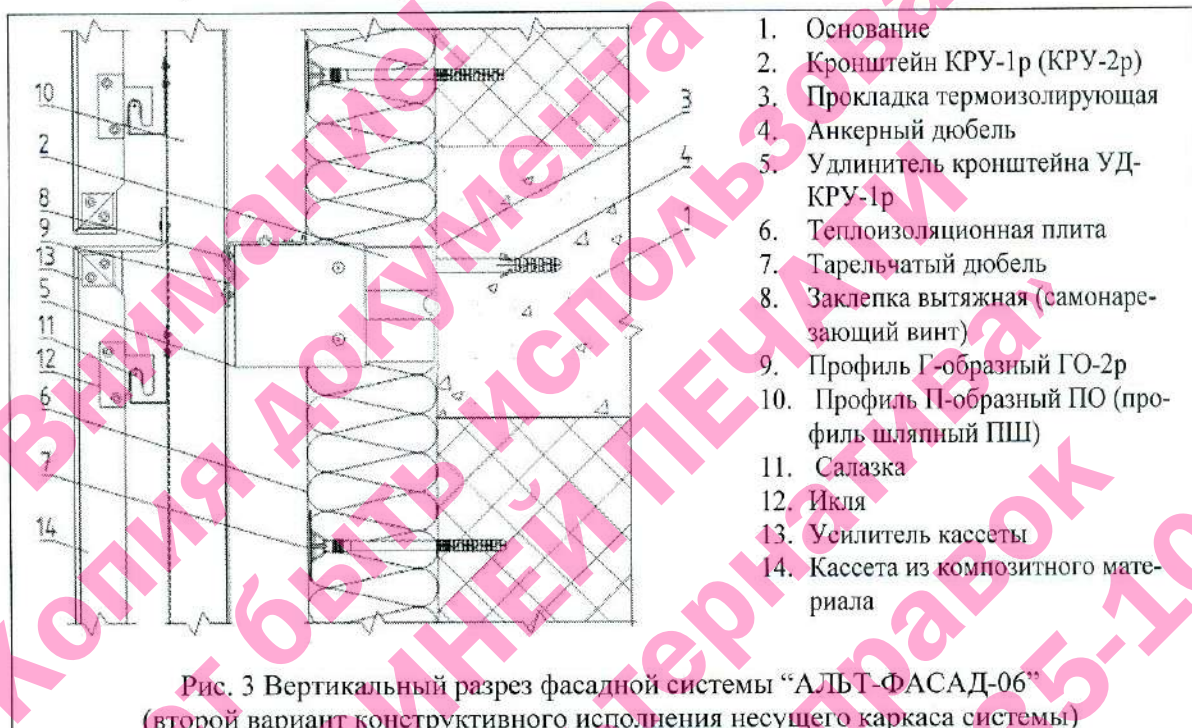 1. Основание
2. Кронштейн КРУ-1р (КРУ-2р)
3. Прокладка термоизолирующая
4. Анкерный дюбель
5. Удлинитель кронштейна УД-
КРУ-1р
6. Теплоизоляционная плита
7. Тарельчатый дюбель
8. Заклепка вытяжная (самонаре-
зающий винт)
9. Профиль Г-образный ГО-2р
10. Профиль П-образный ПО (про-
филь шляпный ПШ)
11. Салазка
12. Икля
13. Усилитель кассеты
14. Кассета из композитного мате-
риала
10
2
8
9
13
5
11
12
6
7
14
3
4
1
Рис. 3 Вертикальный разрез фасадной системы “АЛЬТ-ФАСАД-06”
(второй вариант конструктивного исполнения несущего каркаса системы)
Внимание!
Копия документа
быть использова
ПЕЧАТИ